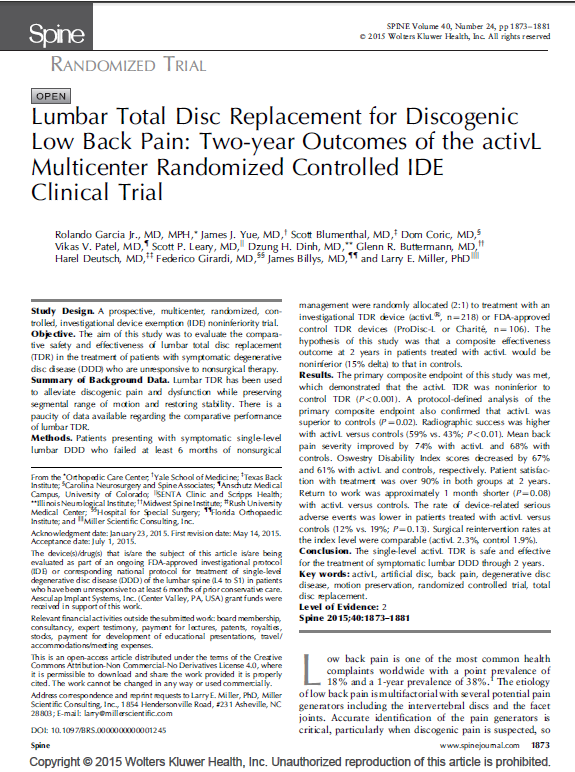 Spine
SPINE Volume 40, Number 24, pp 1873–1881
© 2015 Wolters Kluwer Health, Inc. All rights reserved
RANDOMIZED TRIAL
OPEN
Lumbar Total Disc Replacement for Discogenic
Low Back Pain: Two-year Outcomes of the activL
Multicenter Randomized Controlled IDE
Clinical Trial
Rolando Garcia Jr., MD, MPH,* James J. Yue, MD,† Scott Blumenthal, MD,‡ Dom Coric, MD,§
Vikas V. Patel, MD,¶ Scott P. Leary, MD,|| Dzung H. Dinh, MD,** Glenn R. Buttermann, MD,††
Harel Deutsch, MD,‡‡ Federico Girardi, MD,§§ James Billys, MD,¶¶ and Larry E. Miller, PhD||||
Study Design. A prospective, multicenter, randomized, con-
trolled, investigational device exemption (IDE) noninferiority trial.
Objective. The aim of this study was to evaluate the compara-
tive safety and effectiveness of lumbar total disc replacement
(TDR) in the treatment of patients with symptomatic degenerative
disc disease (DDD) who are unresponsive to nonsurgical therapy.
Summary of Background Data. Lumbar TDR has been used
to alleviate discogenic pain and dysfunction while preserving
segmental range of motion and restoring stability. There is a
paucity of data available regarding the comparative performance
of lumbar TDR.
Methods. Patients presenting with symptomatic single-level
lumbar DDD who failed at least 6 months of nonsurgical
From the *Orthopedic Care Center; †Yale School of Medicine; ‡Texas Back
Institute; §Carolina Neurosurgery and Spine Associates; ¶Anschutz Medical
Campus, University of Colorado; ||SENTA Clinic and Scripps Health;
**Illinois Neurological Institute; ††Midwest Spine Institute; ‡‡Rush University
Medical Center; §§Hospital for Special Surgery; ¶¶Florida Orthopaedic
Institute; and ||||Miller Scientific Consulting, Inc.
Acknowledgment date: January 23, 2015. First revision date: May 14, 2015.
Acceptance date: July 1, 2015.
The device(s)/drug(s) that is/are the subject of this article is/are being
evaluated as part of an ongoing FDA-approved investigational protocol
(IDE) or corresponding national protocol for treatment of single-level
degenerative disc disease (DDD) of the lumbar spine (L4 to S1) in patients
who have been unresponsive to at least 6 months of prior conservative care.
Aesculap Implant Systems, Inc. (Center Valley, PA, USA) grant funds were
received in support of this work.
Relevant financial activities outside the submitted work: board membership,
consultancy, expert testimony, payment for lectures, patents, royalties,
stocks, payment for development of educational presentations, travel/
accommodations/meeting expenses.
This is an open-access article distributed under the terms of the Creative
Commons Attribution-Non Commercial-No Derivatives License 4.0, where
it is permissible to download and share the work provided it is properly
cited. The work cannot be changed in any way or used commercially.
Address correspondence and reprint requests to Larry E. Miller, PhD, Miller
Scientific Consulting, Inc., 1854 Hendersonville Road, #231 Asheville, NC
28803; E-mail: larry@millerscientific.com
DOI: 10.1097/BRS.0000000000001245
management were randomly allocated (2:1) to treatment with an
investigational TDR device (activL®, n=218) or FDA-approved
control TDR devices (ProDisc-L or Charité, n=106). The
hypothesis of this study was that a composite effectiveness
outcome at 2 years in patients treated with activL would be
noninferior (15% delta) to that in controls.
Results. The primary composite endpoint of this study was met,
which demonstrated that the activL TDR was noninferior to
control TDR (P<0.001). A protocol-defined analysis of the
primary composite endpoint also confirmed that activL was
superior to controls (P=0.02). Radiographic success was higher
with activL versus controls (59% vs. 43%; P<0.01). Mean back
pain severity improved by 74% with activL and 68% with
controls. Oswestry Disability Index scores decreased by 67%
and 61% with activL and controls, respectively. Patient satisfac-
tion with treatment was over 90% in both groups at 2 years.
Return to work was approximately 1 month shorter (P=0.08)
with activL versus controls. The rate of device-related serious
adverse events was lower in patients treated with activL versus
controls (12% vs. 19%; P=0.13). Surgical reintervention rates at
the index level were comparable (activL 2.3%, control 1.9%).
Conclusion. The single-level activL TDR is safe and effective
for the treatment of symptomatic lumbar DDD through 2 years.
Key words: activL, artificial disc, back pain, degenerative disc
disease, motion preservation, randomized controlled trial, total
disc replacement.
Level of Evidence: 2
Spine 2015;40:1873–1881
Low back pain is one of the most common health
complaints worldwide with a point prevalence of
18% and a 1-year prevalence of 38%.1 The etiology
of low back pain is multifactorial with several potential pain
generators including the intervertebral discs and the facet
joints. Accurate identification of the pain generators is
critical, particularly when discogenic pain is suspected, so
Spine
www.spinejournal.com 1873
Copyright © 2015 Wolters Kluwer Health, Inc. Unauthorized reproduction of this article is prohibited.